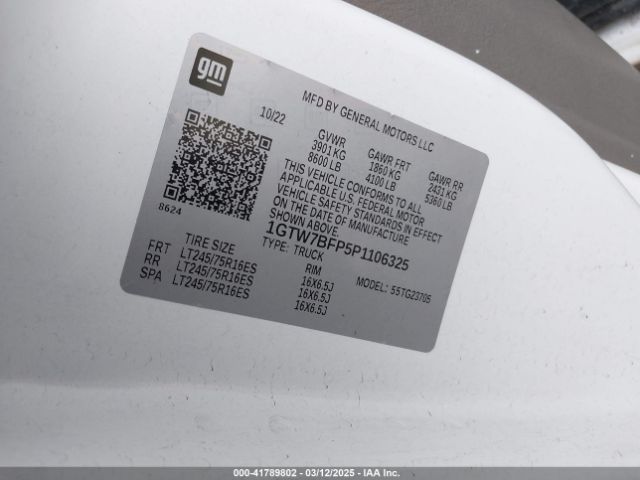 gm
MFD BY GENERAL MOTORS LLC
10/22
GVWR GAWR FRT GAWR RR
3901 KG 1860 KG 2431 KG
8600 LB 4100 LB 5360 LB
THIS VEHICLE CONFORMS TO ALL
APPLICABLE U.S. FEDERAL MOTOR
VEHICLE SAFETY STANDARDS IN EFFECT
ON THE DATE OF MANUFACTURE
SHOWN ABOVE.
8624
1GTW7BFP5P1106325
TYPE: TRUCK
TIRE SIZE RIM
FRT LT245/75R16ES 16X6.5J
RR LT245/75R16ES 16X6.5J
SPA LT245/75R16ES 16X6.5J
55TG23705
000-41789802 - 03/12/2025 - IAA Inc.